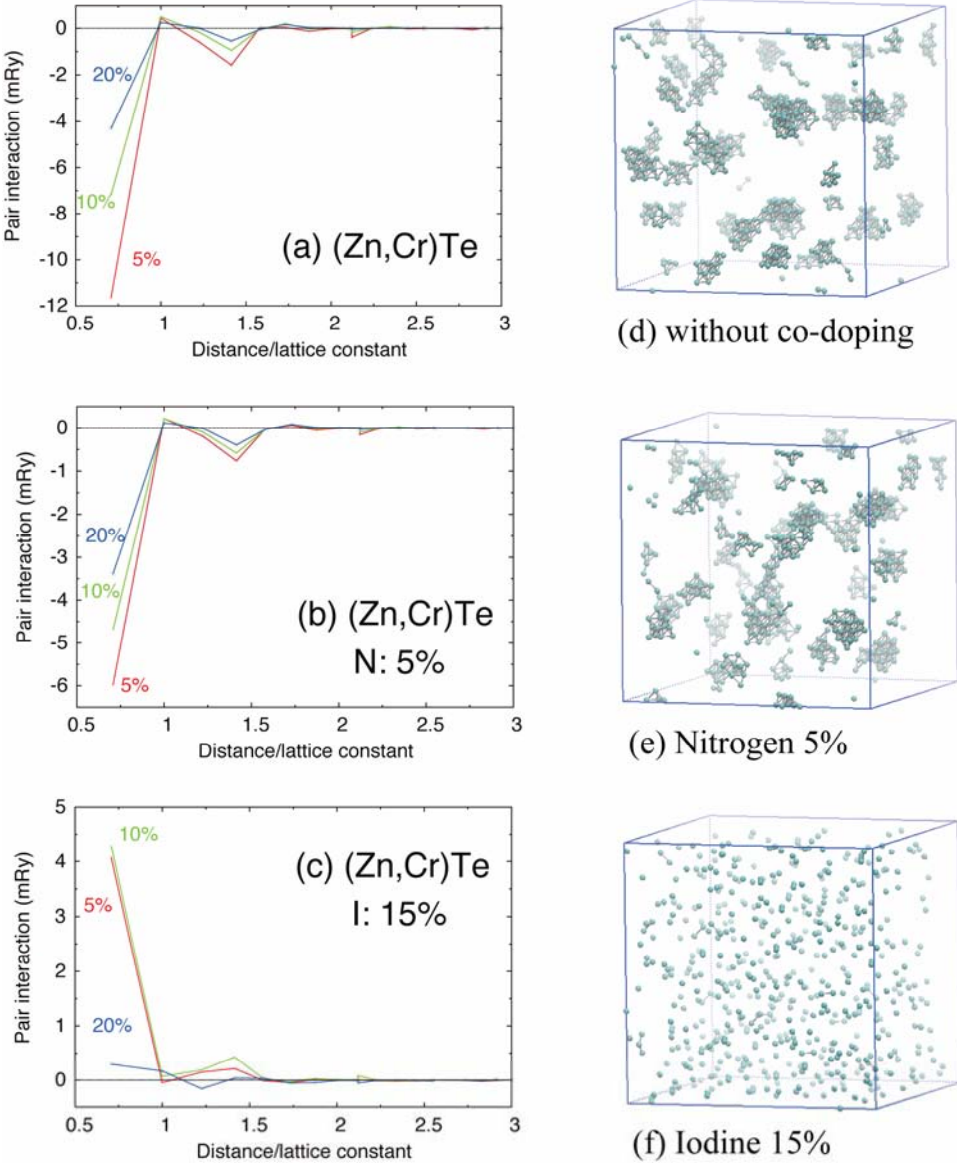 0
-2
-4
-6
-8
-10
-12
Pair interaction (mRy)
20%
10%
5%
(a) (Zn,Cr)Te
0.5 1 1.5 2 2.5 3
Distance/lattice constant
(d) without co-doping
0
-1
-2
-3
-4
-5
-6
Pair interaction (mRy)
20%
10%
5%
(b) (Zn,Cr)Te
N: 5%
0.5 1 1.5 2 2.5 3
Distance/lattice constant
(e) Nitrogen 5%
5
4
3
2
1
0
Pair interaction (mRy)
10%
5%
20%
(c) (Zn,Cr)Te
I: 15%
0.5 1 1.5 2 2.5 3
Distance/lattice constant
(f) Iodine 15%